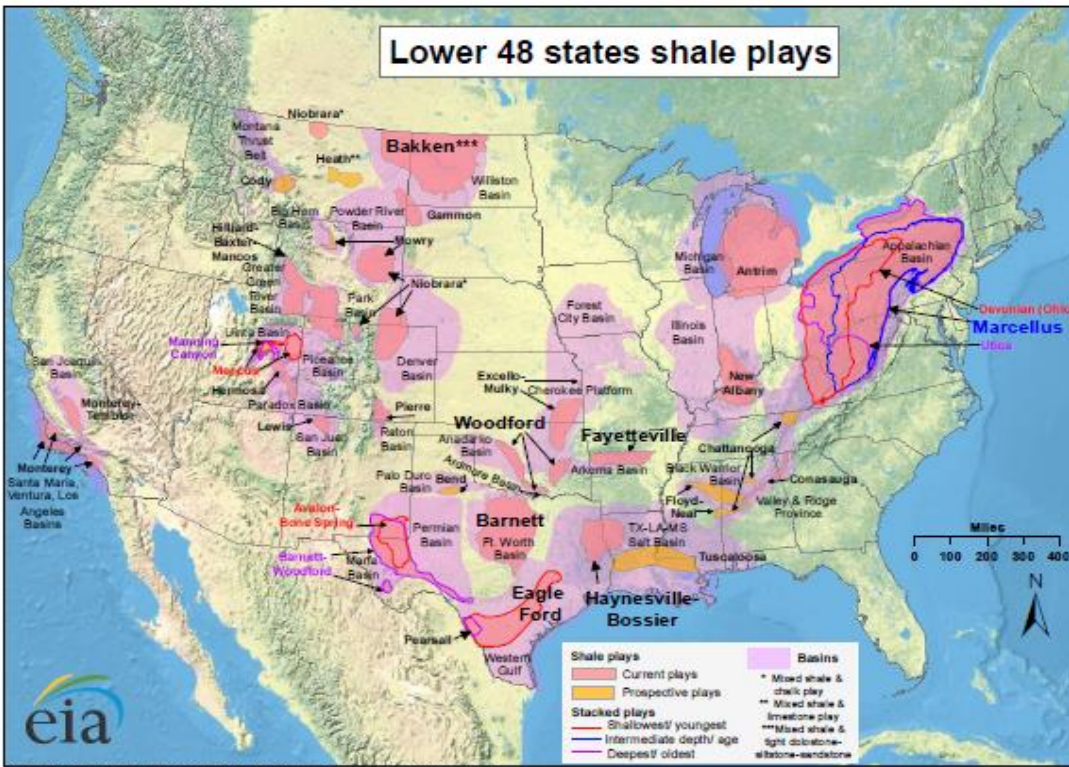 Lower 48 states shale plays
Niobrara*
Montana
Thrust
Belt
Bakken***
Heath**
Cody
Williston
Basin
Big Horn
Basin
Powder River
Basin
Gammon
Hilliard-
Baxter-
Mancos
Mowry
Greater
Green
River
Basin
Niobrara*
Park
Basin
Michigan
Basin
Antrim
Appalachian
Basin
Devonian (Ohio
Marcellus
Utica
Forest
City Basin
Illinois
Basin
Uinta Basin
Manning
Canyon
Mancos
Piceance
Basin
Denver
Basin
San Joaquin
Basin
Hermosa
Paradox Basin
Excello-
Mulky
Cherokee Platform
New
Albany
Monterey-
Temblor
Lewis
San Juan
Basin
Pierre
Raton
Basin
Woodford
Anadarko
Basin
Fayetteville
Chattanooga
Monterey
Santa Maria,
Ventura, Los
Angeles
Basins
Ardmore Basin
Arkoma Basin
Black Warrior
Basin
Conasauga
Palo Duro
Basin
Bend
Floyd-
Neal
Valley & Ridge
Province
Avalon-
Bone Spring
Permian
Basin
Barnett
Ft. Worth
Basin
TX-LA-MS
Salt Basin
Tuscaloosa
Miles
0 100 200 300 400
Barnett-
Woodford
Marfa
Basin
Eagle
Ford
Haynesville-
Bossier
N
Pearsall
Western
Gulf
eia
Shale plays
Current plays
Prospective plays
Stacked plays
Shallowest/ youngest
Intermediate depth/ age
Deepest/ oldest
Basins
* Mixed shale &
chalk play
** Mixed shale &
limestone play
***Mixed shale &
tight dolostone-
siltstone-sandstone